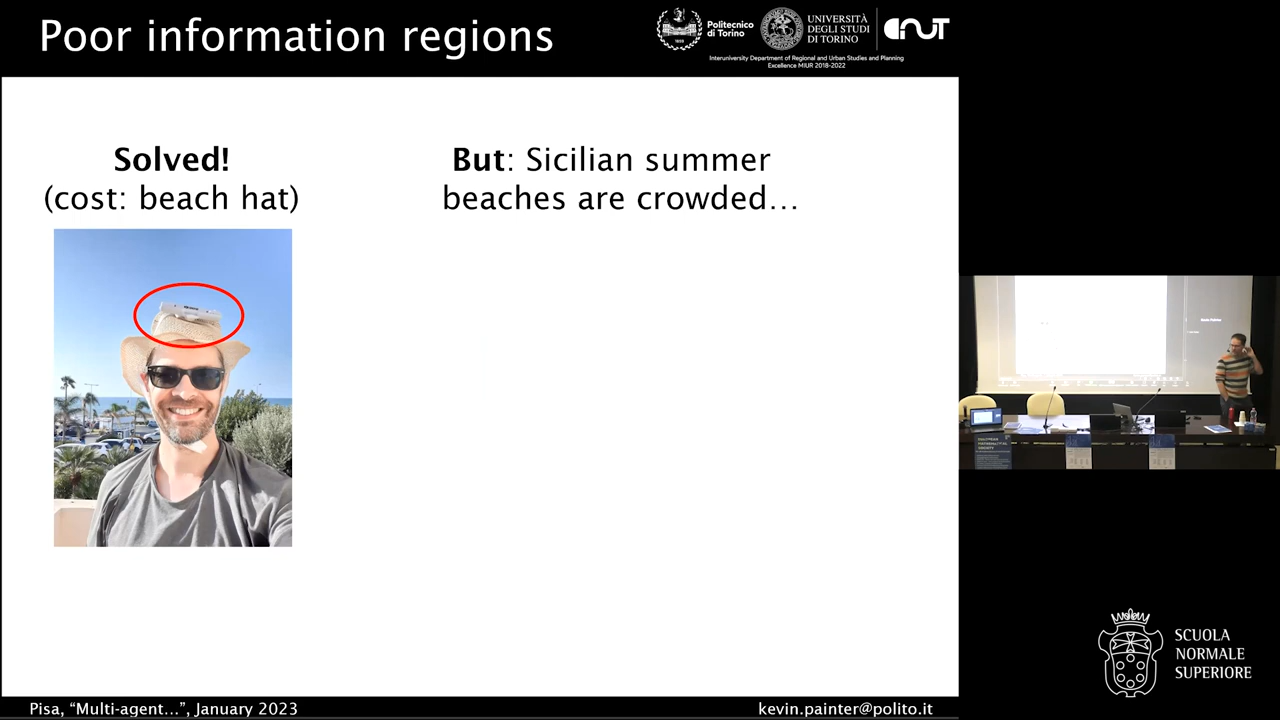 Poor information regions
Politecnico
di Torino
UNIVERSITÀ
DEGLI STUDI
DI TORINO
Interuniversity Department of Regional and Urban Studies and Planning
Excellence MIUR 2018-2022
Solved!
(cost: beach hat)
But: Sicilian summer
beaches are crowded…
SCUOLA
NORMALE
SUPERIORE
Pisa, “Multi-agent…”, January 2023
kevin.painter@polito.it